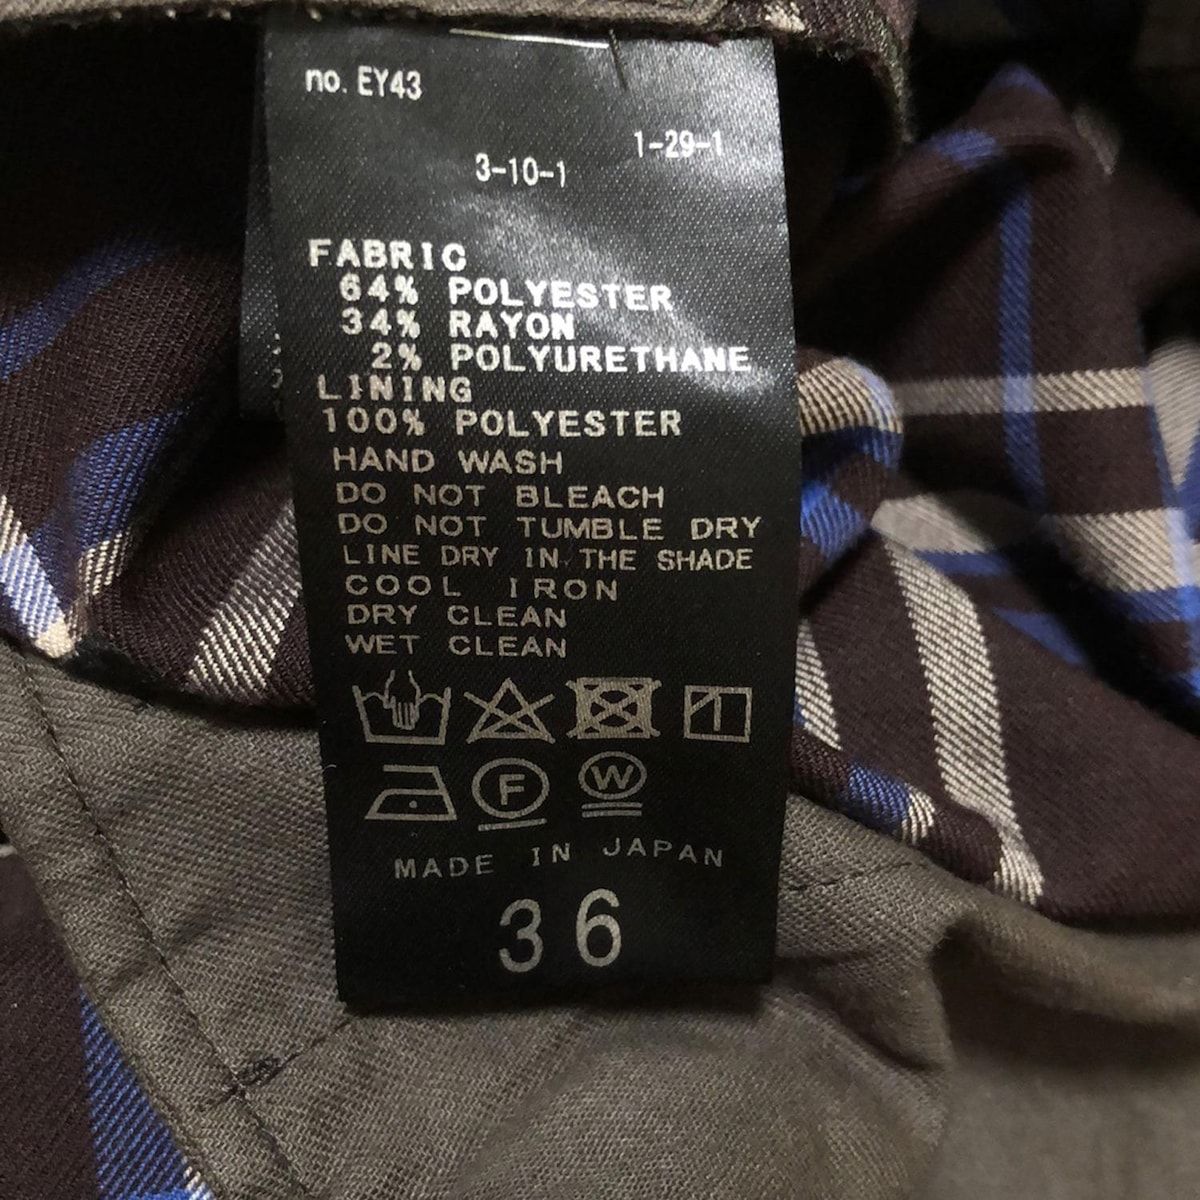 no. EY43
1-29-1
3-10-1
FABRIC
64% POLYESTER
34% RAYON
2% POLYURETHANE
LINING
100% POLYESTER
HAND WASH
DO NOT BLEACH
DO NOT TUMBLE DRY
LINE DRY IN THE SHADE
COOL IRON
DRY CLEAN
WET CLEAN
F W
MADE IN JAPAN
36